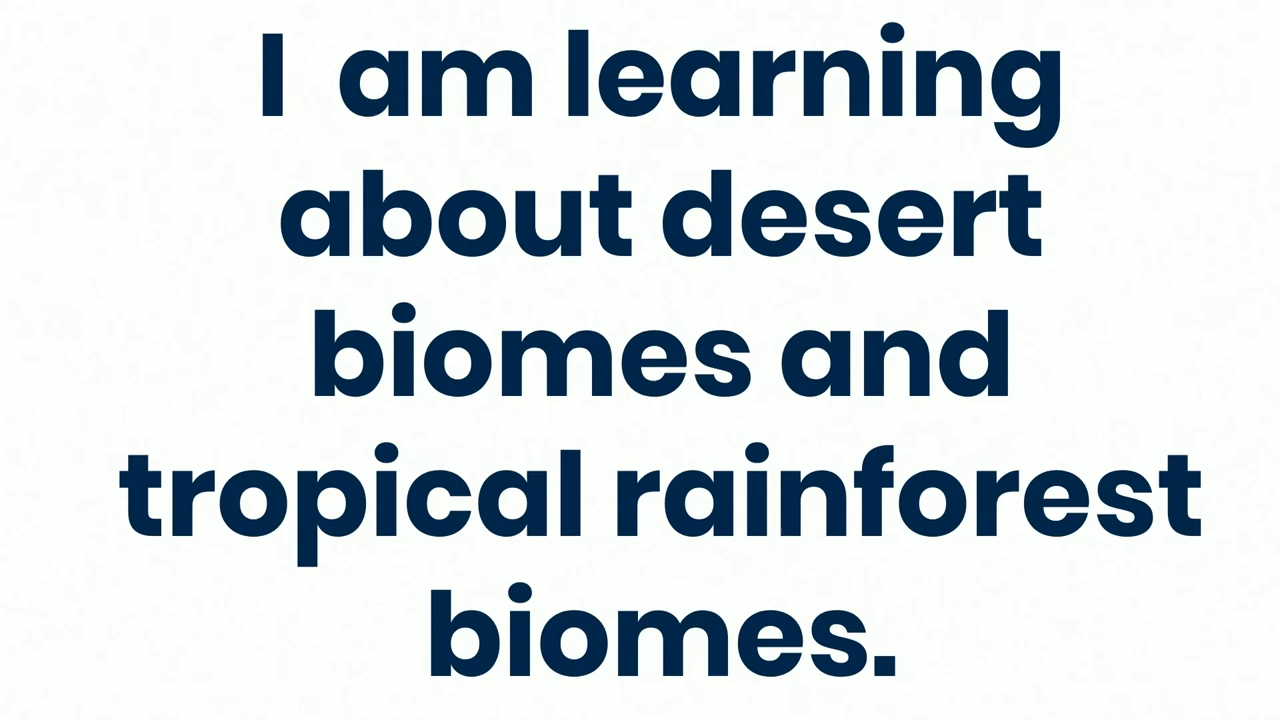 I am learning
about desert
biomes and
tropical rainforest
biomes.